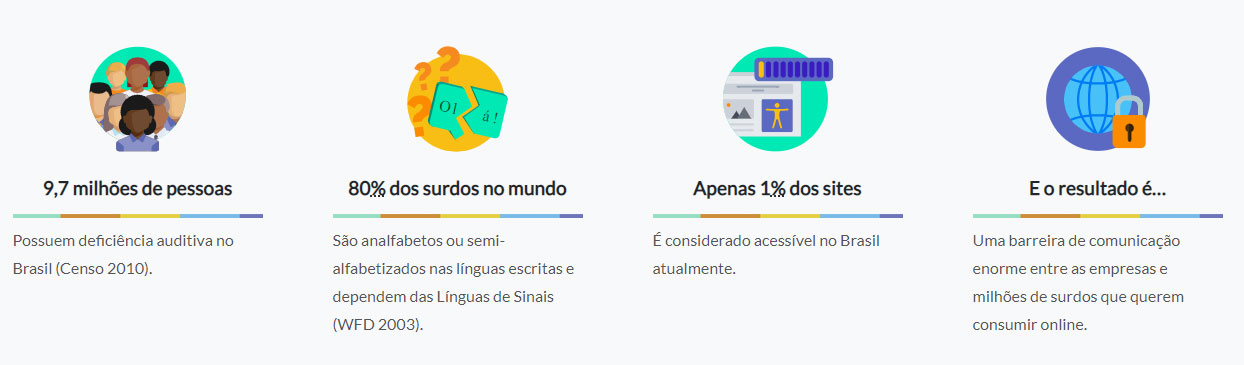 Ol
á!
9,7 milhões de pessoas
Possuem deficiência auditiva no
Brasil (Censo 2010).
80% dos surdos no mundo
São analfabetos ou semi-
alfabetizados nas línguas escritas e
dependem das Línguas de Sinais
(WFD 2003).
Apenas 1% dos sites
É considerado acessível no Brasil
atualmente.
E o resultado é...
Uma barreira de comunicação
enorme entre as empresas e
milhões de surdos que querem
consumir online.